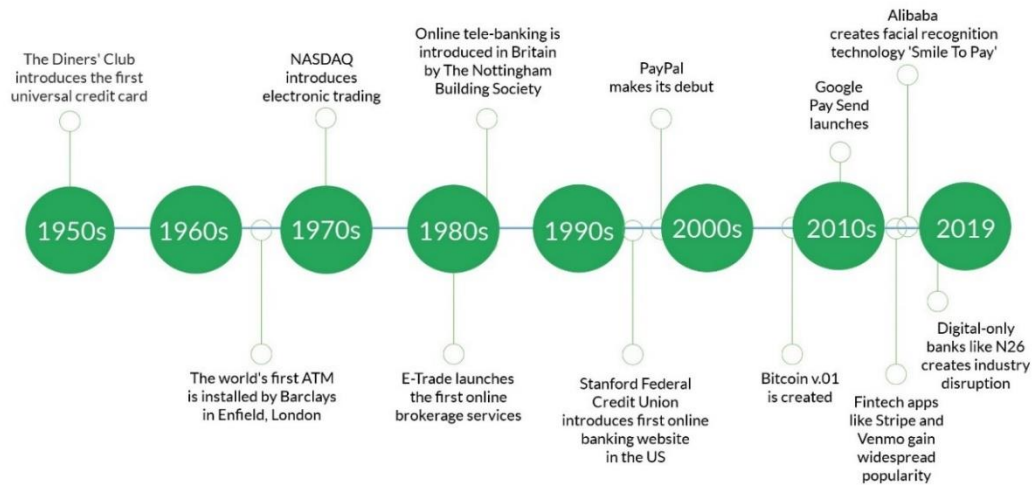 The Diners' Club
introduces the first
universal credit card
NASDAQ
introduces
electronic trading
Online tele-banking is
introduced in Britain
by The Nottingham
Building Society
PayPal
makes its debut
Google
Pay Send
launches
Alibaba
creates facial recognition
technology 'Smile To Pay'
1950s
1960s
1970s
1980s
1990s
2000s
2010s
2019
The world's first ATM
is installed by Barclays
in Enfield, London
E-Trade launches
the first online
brokerage services
Stanford Federal
Credit Union
introduces first online
banking website
in the US
Bitcoin v.01
is created
Fintech apps
like Stripe and
Venmo gain
widespread
popularity
Digital-only
banks like N26
creates industry
disruption